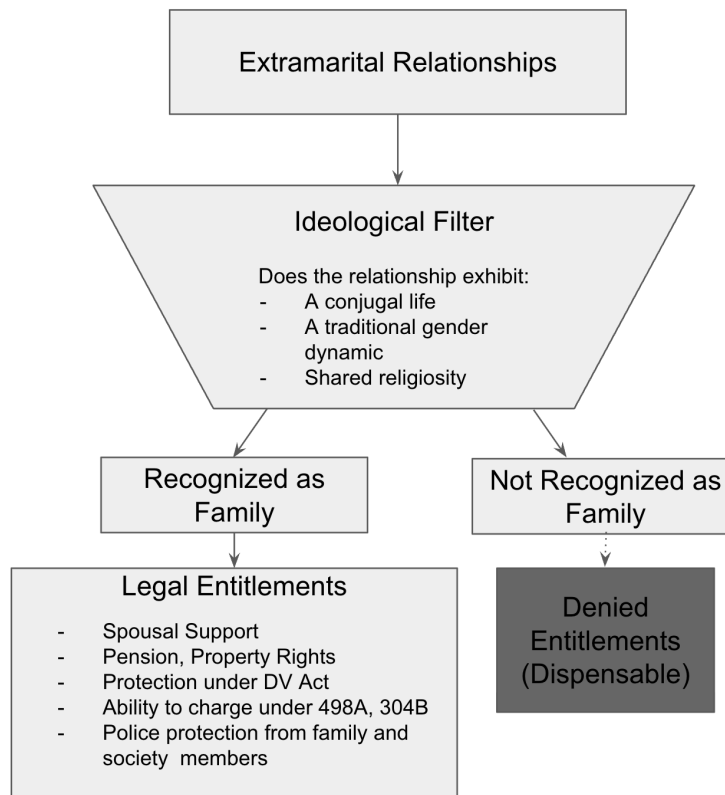 Extramarital Relationships
Ideological Filter
Does the relationship exhibit:
- A conjugal life
- A traditional gender
dynamic
- Shared religiosity
Recognized as
Family
Not Recognized as
Family
Legal Entitlements
- Spousal Support
- Pension, Property Rights
- Protection under DV Act
- Ability to charge under 498A, 304B
- Police protection from family and
society members
Denied
Entitlements
(Dispensable)